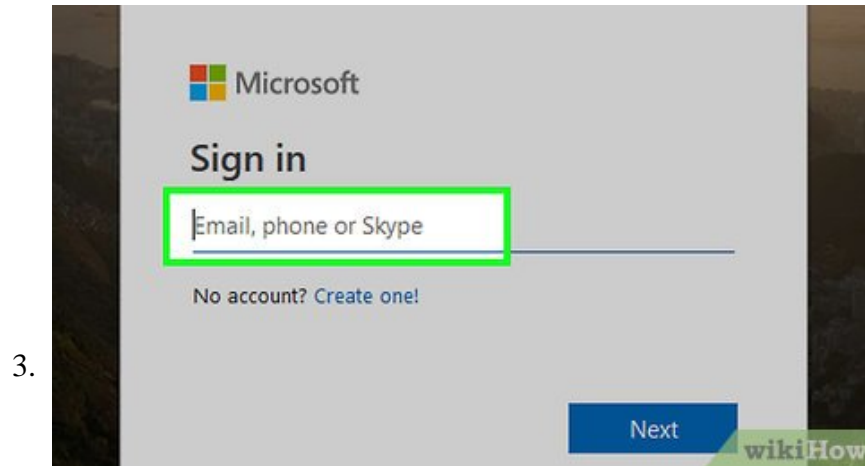 Microsoft
Sign in
Email, phone or Skype
No account? Create one!
3.
Next
wikiHow